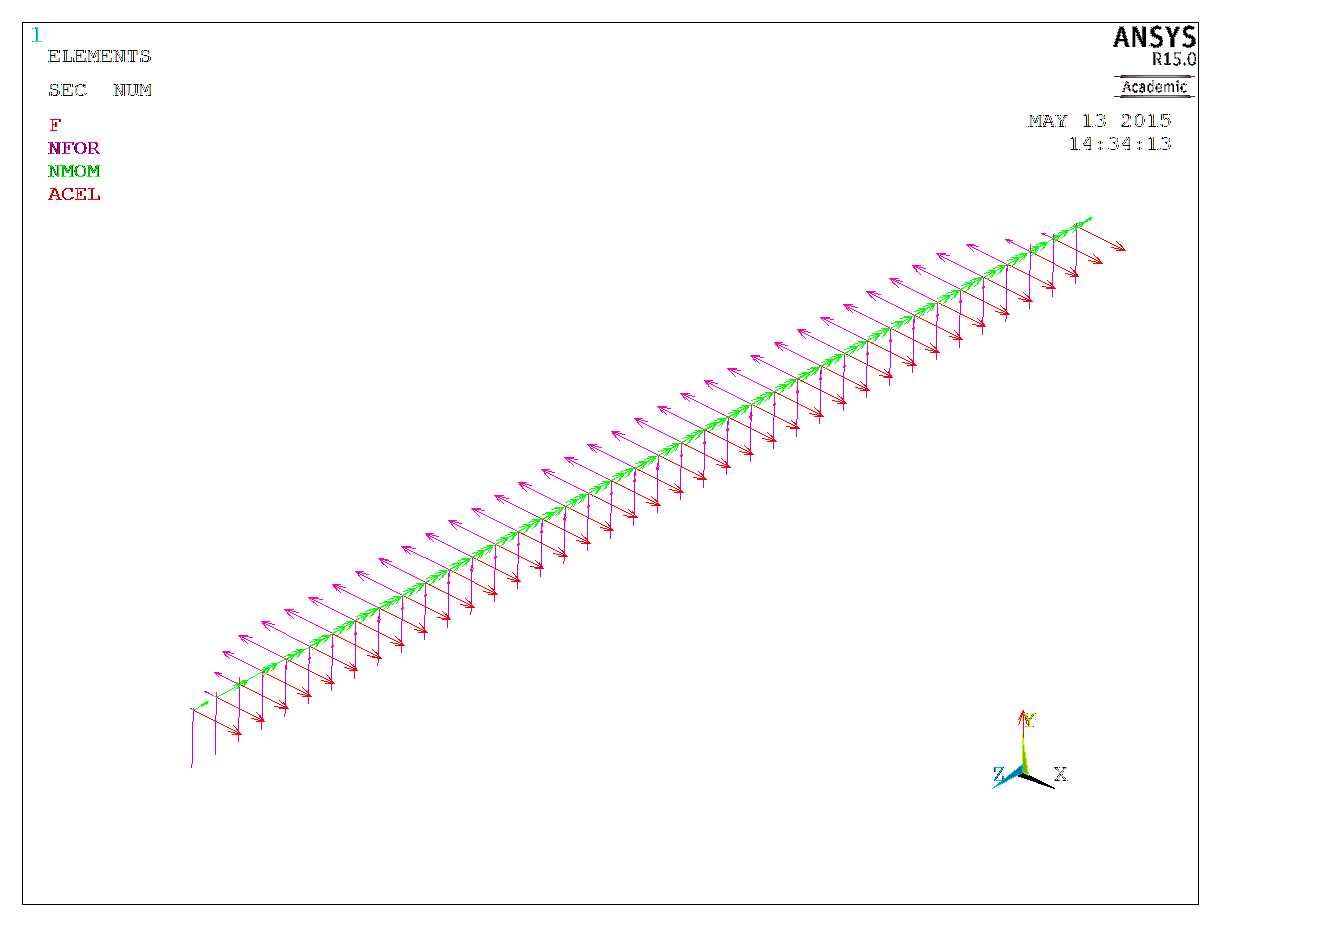 1
ELEMENTS
SEC NUM
F
NFOR
NMOM
ACEL
ANSYS
R15.0
Academic
MAY 13 2015
14:34:13
Y
Z
X